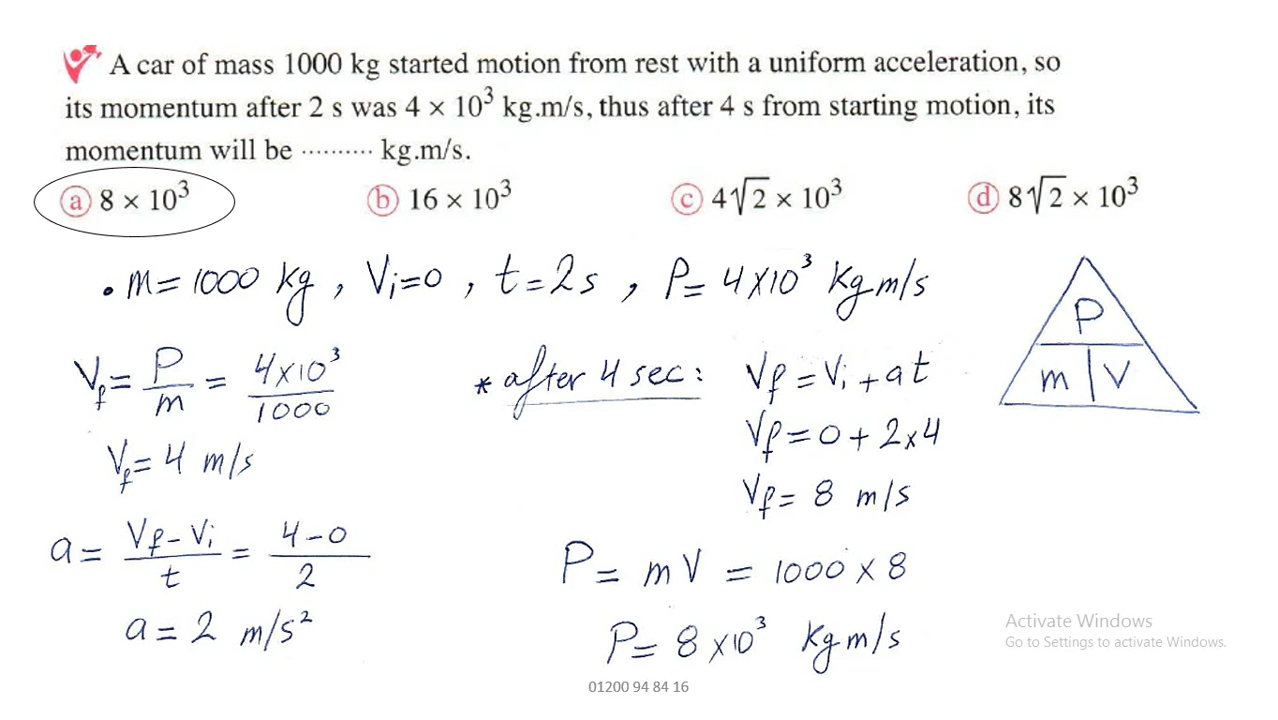 A car of mass 1000 kg started motion from rest with a uniform acceleration, so
its momentum after 2 s was 4 × 10³ kg.m/s, thus after 4 s from starting motion, its
momentum will be ·········· kg.m/s.
ⓐ 8 × 10³ ⓑ 16 × 10³ ⓒ 4√2 × 10³ ⓓ 8√2 × 10³
• m = 1000 kg , Vi=0 , t=2s , P= 4×10³ kgm/s
Vf = P/m = 4×10³/1000
Vf= 4 m/s
a = Vf-Vi/t = 4-0/2
a= 2 m/s²
* after 4 sec: Vf =Vi +at
Vf = 0 + 2×4
Vf = 8 m/s
P = mV = 1000 × 8
P= 8 ×10³ kgm/s
P
m V
Activate Windows
Go to Settings to activate Windows.
01200 94 84 16